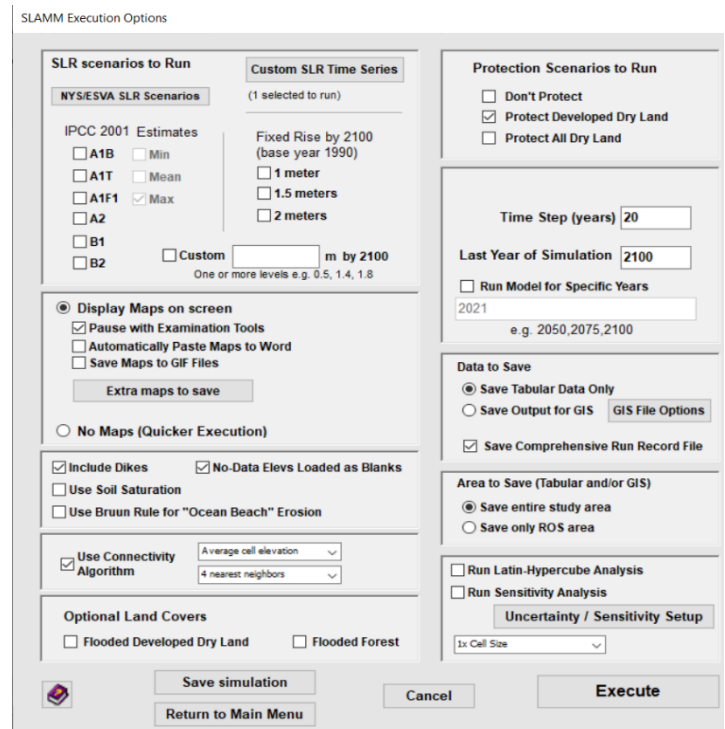 SLAMM Execution Options
SLR scenarios to Run
Custom SLR Time Series
NYS/ESVA SLR Scenarios
(1 selected to run)
IPCC 2001 Estimates
A1B
Min
A1T
Mean
A1F1
Max
A2
B1
B2
Fixed Rise by 2100
(base year 1990)
1 meter
1.5 meters
2 meters
Custom
m by 2100
One or more levels e.g. 0.5, 1.4, 1.8
Display Maps on screen
Pause with Examination Tools
Automatically Paste Maps to Word
Save Maps to GIF Files
Extra maps to save
No Maps (Quicker Execution)
Include Dikes
No-Data Elevs Loaded as Blanks
Use Soil Saturation
Use Bruun Rule for "Ocean Beach" Erosion
Use Connectivity
Algorithm
Average cell elevation
4 nearest neighbors
Optional Land Covers
Flooded Developed Dry Land
Flooded Forest
Protection Scenarios to Run
Don't Protect
Protect Developed Dry Land
Protect All Dry Land
Time Step (years) 20
Last Year of Simulation 2100
Run Model for Specific Years
2021
e.g. 2050,2075,2100
Data to Save
Save Tabular Data Only
Save Output for GIS
GIS File Options
Save Comprehensive Run Record File
Area to Save (Tabular and/or GIS)
Save entire study area
Save only ROS area
Run Latin-Hypercube Analysis
Run Sensitivity Analysis
Uncertainty / Sensitivity Setup
1x Cell Size
Save simulation
Return to Main Menu
Cancel
Execute